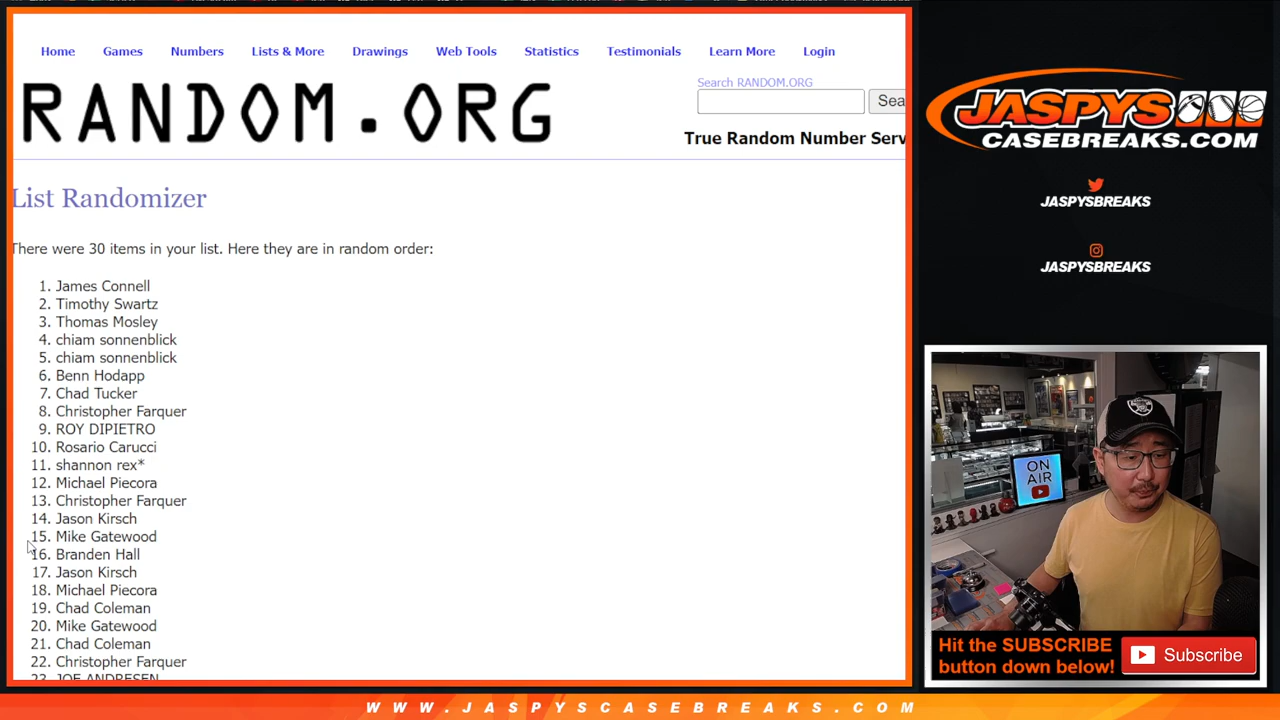 Home Games Numbers Lists & More Drawings Web Tools Statistics Testimonials Learn More Login
RANDOM.ORG
Search RANDOM.ORG
Sea
True Random Number Serv
List Randomizer
There were 30 items in your list. Here they are in random order:
1. James Connell
2. Timothy Swartz
3. Thomas Mosley
4. chiam sonnenblick
5. chiam sonnenblick
6. Benn Hodapp
7. Chad Tucker
8. Christopher Farquer
9. ROY DIPIETRO
10. Rosario Carucci
11. shannon rex*
12. Michael Piecora
13. Christopher Farquer
14. Jason Kirsch
15. Mike Gatewood
16. Branden Hall
17. Jason Kirsch
18. Michael Piecora
19. Chad Coleman
20. Mike Gatewood
21. Chad Coleman
22. Christopher Farquer
23. JOE ANDRESEN
JASPYS
CASEBREAKS.COM
JASPYSBREAKS
JASPYSBREAKS
ON
AIR
Hit the SUBSCRIBE
button down below!
Subscribe
WWW.JASPYSCASEBREAKS.COM